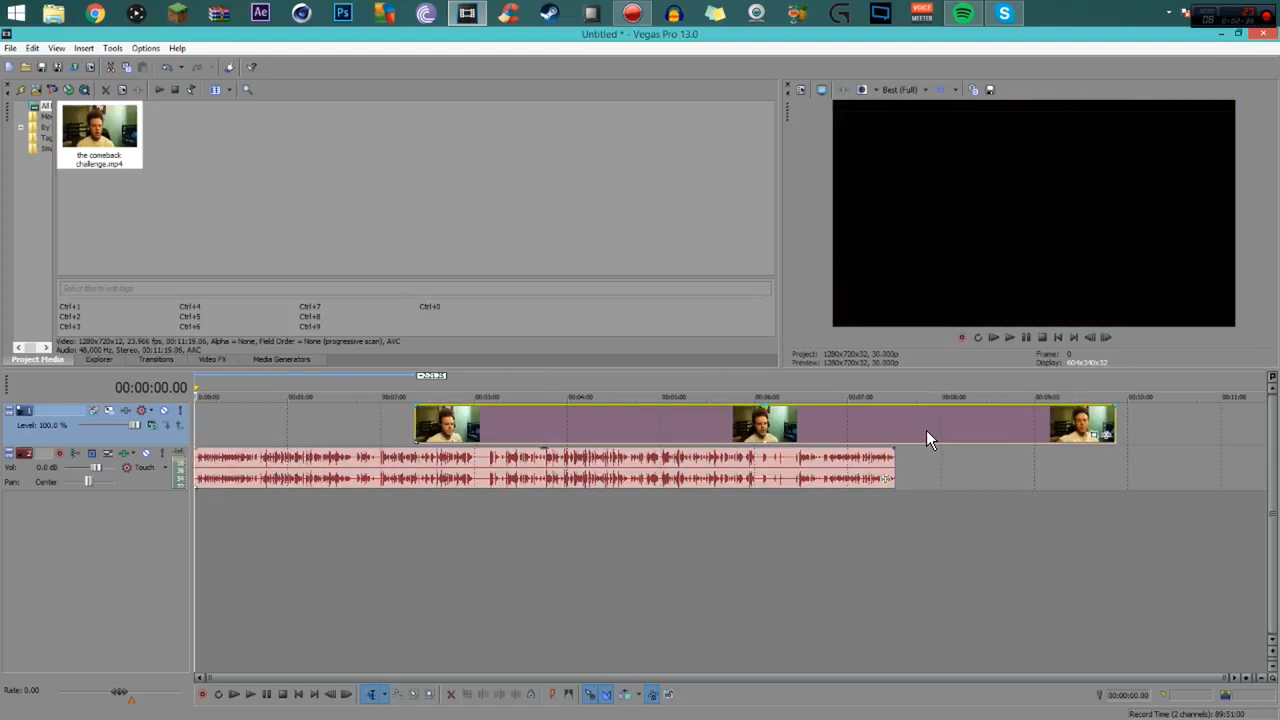 Untitled * - Vegas Pro 13.0
File Edit View Insert Tools Options Help
VOICE
MEETER
the comeback
challenge.mp4
Best (Full)
Select files to edit tags
Ctrl+1 Ctrl+4 Ctrl+7 Ctrl+0
Ctrl+2 Ctrl+5 Ctrl+8
Ctrl+3 Ctrl+6 Ctrl+9
Video: 1280x720x12, 23.966 fps, 00:11:19.06, Alpha = None, Field Order = None (progressive scan), AVC
Audio: 48,000 Hz, Stereo, 00:11:19.06, AAC
Project Media Explorer Transitions Video FX Media Generators
Project: 1280x720x32, 30.000p Frame: 0
Preview: 1280x720x32, 30.000p Display: 604x340x32
00:00:00.00
00:01:00 00:02:00 00:03:00 00:04:00 00:05:00 00:06:00 00:07:00 00:08:00 00:09:00 00:10:00 00:11:00
1
Level: 100.0 %
2
Vol: 0.0 dB Touch
Pan: Center
Rate: 0.00
00:00:00.00
Record Time (2 channels): 89:51:00